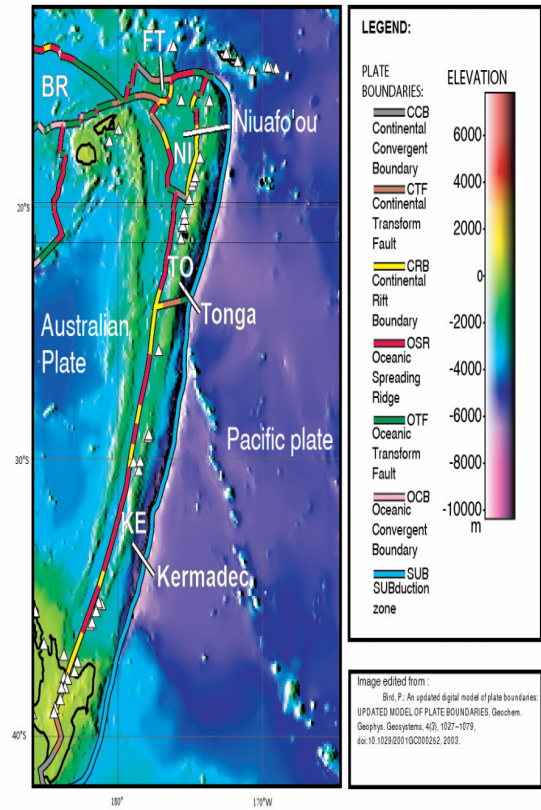 FT
BR
Niuafo'ou
NI
20°S
TO
Tonga
Australian
Plate
Pacific plate
30°S
KE
Kermadec
40°S
180°
170°W
LEGEND:
PLATE
BOUNDARIES:
CCB
Continental
Convergent
Boundary
CTF
Continental
Transform
Fault
CRB
Continental
Rift
Boundary
OSR
Oceanic
Spreading
Ridge
OTF
Oceanic
Transform
Fault
OCB
Oceanic
Convergent
Boundary
SUB
SUBduction
zone
ELEVATION
6000
4000
2000
0
-2000
-4000
-6000
-8000
-10000
m
Image edited from :
Bird, P.: An updated digital model of plate boundaries:
UPDATED MODEL OF PLATE BOUNDARIES, Geochem.
Geophys. Geosystems, 4(3), 1027–1079,
doi:10.1029/2001GC000252, 2003.